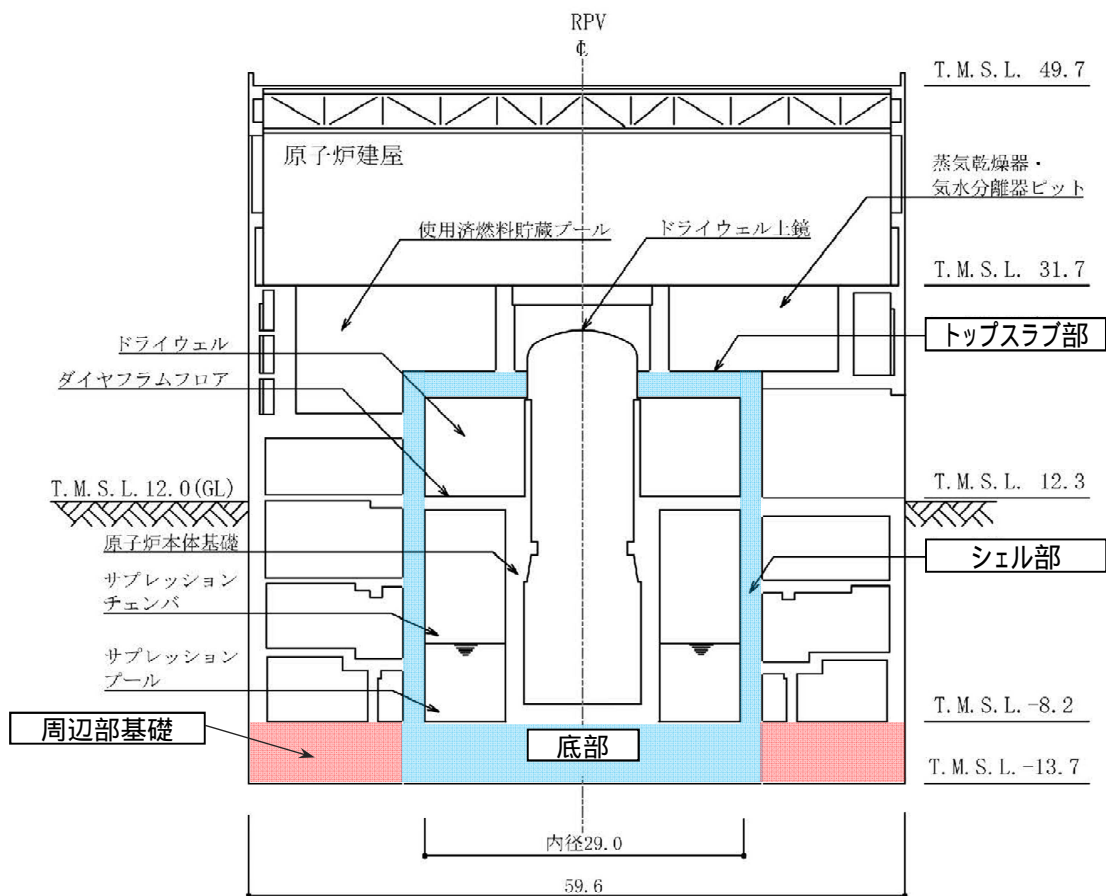 RPV
℄
T.M.S.L. 49.7
原子炉建屋
蒸気乾燥器・
気水分離器ピット
使用済燃料貯蔵プール
ドライウェル上鏡
T.M.S.L. 31.7
トップスラブ部
ドライウェル
ダイヤフラムフロア
T.M.S.L.12.0(GL)
T.M.S.L. 12.3
原子炉本体基礎
シェル部
サプレッション
チェンバ
サプレッション
プール
T.M.S.L.-8.2
周辺部基礎
底部
T.M.S.L.-13.7
内径29.0
59.6